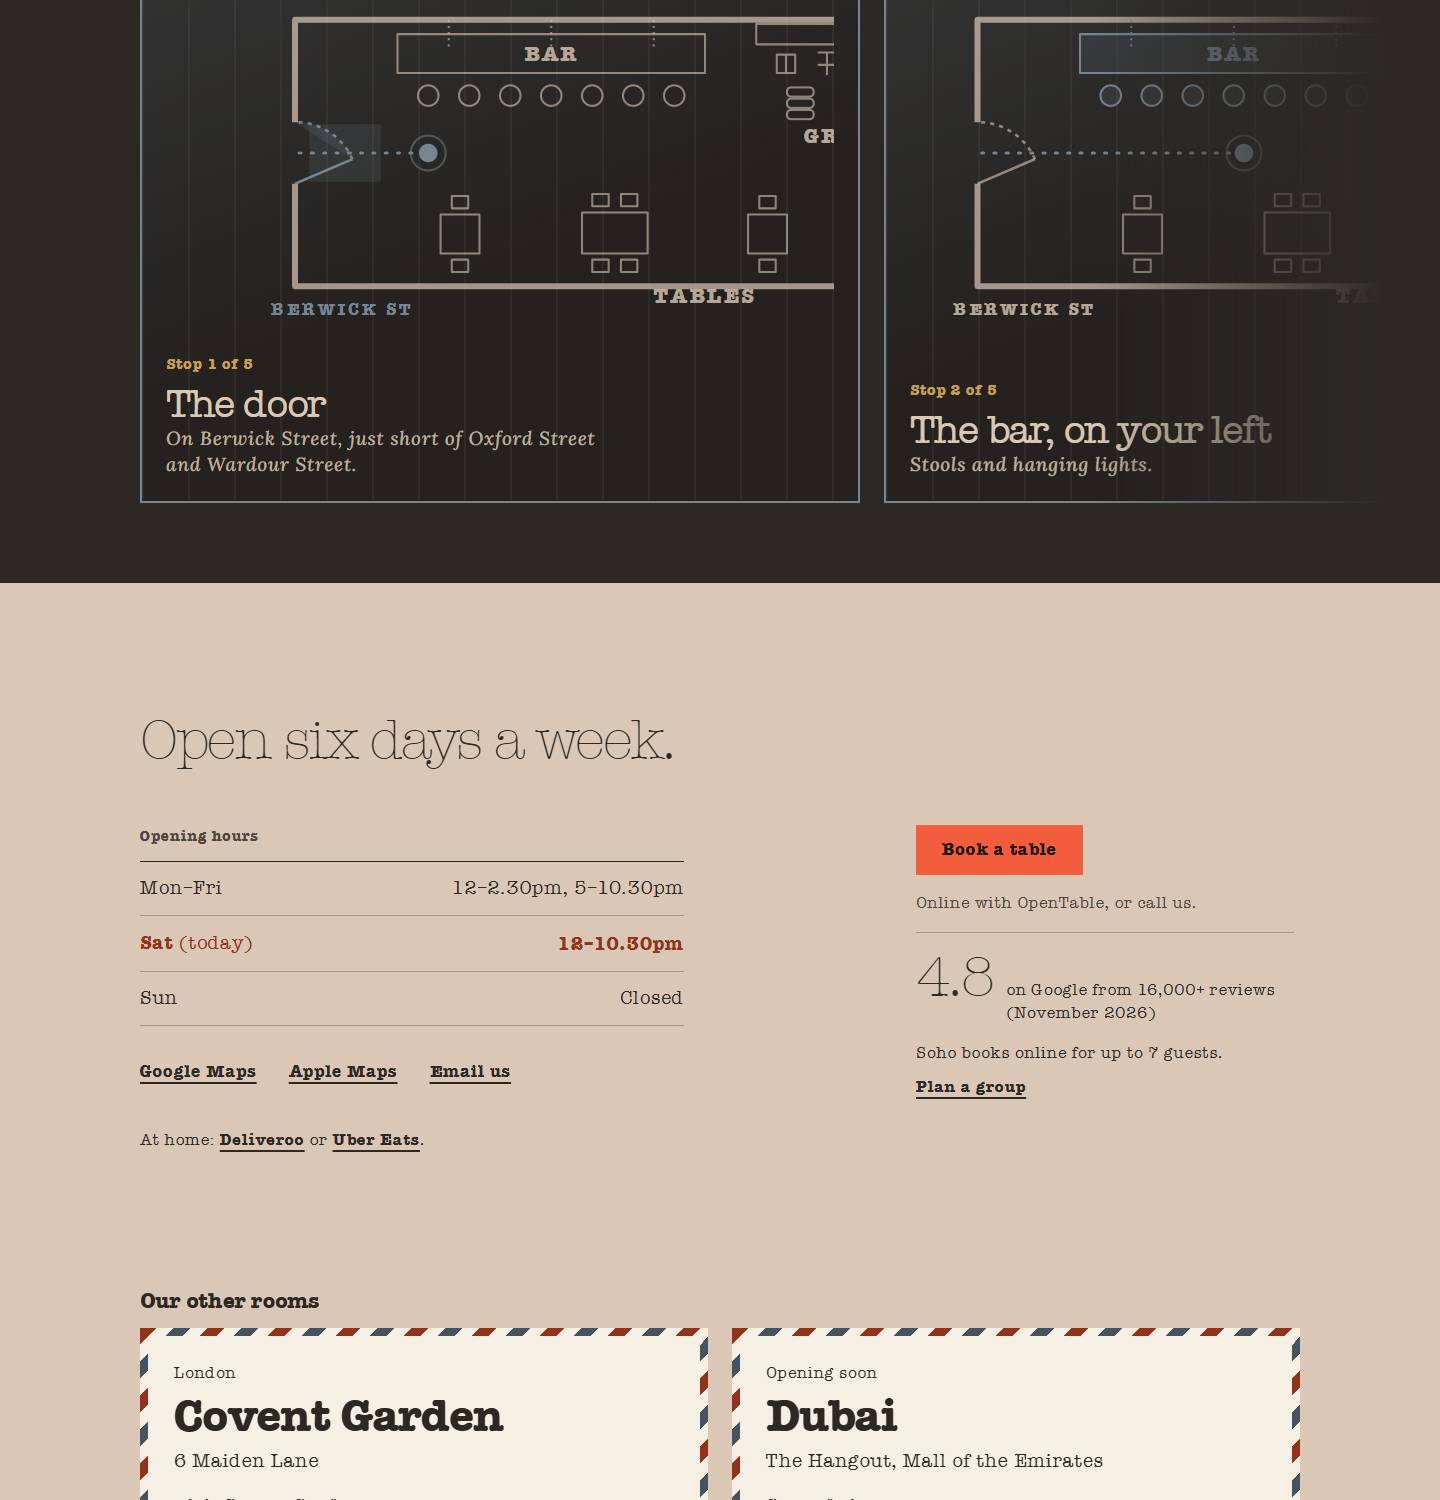 BAR
GR
TABLES
BERWICK ST
Stop 1 of 5
The door
On Berwick Street, just short of Oxford Street
and Wardour Street.
BAR
TA
BERWICK ST
Stop 2 of 5
The bar, on your left
Stools and hanging lights.
Open six days a week.
Opening hours
Mon–Fri 12–2.30pm, 5–10.30pm
Sat (today) 12–10.30pm
Sun Closed
Google Maps Apple Maps Email us
At home: Deliveroo or Uber Eats.
Book a table
Online with OpenTable, or call us.
4.8 on Google from 16,000+ reviews
(November 2026)
Soho books online for up to 7 guests.
Plan a group
Our other rooms
London
Covent Garden
6 Maiden Lane
Opening soon
Dubai
The Hangout, Mall of the Emirates